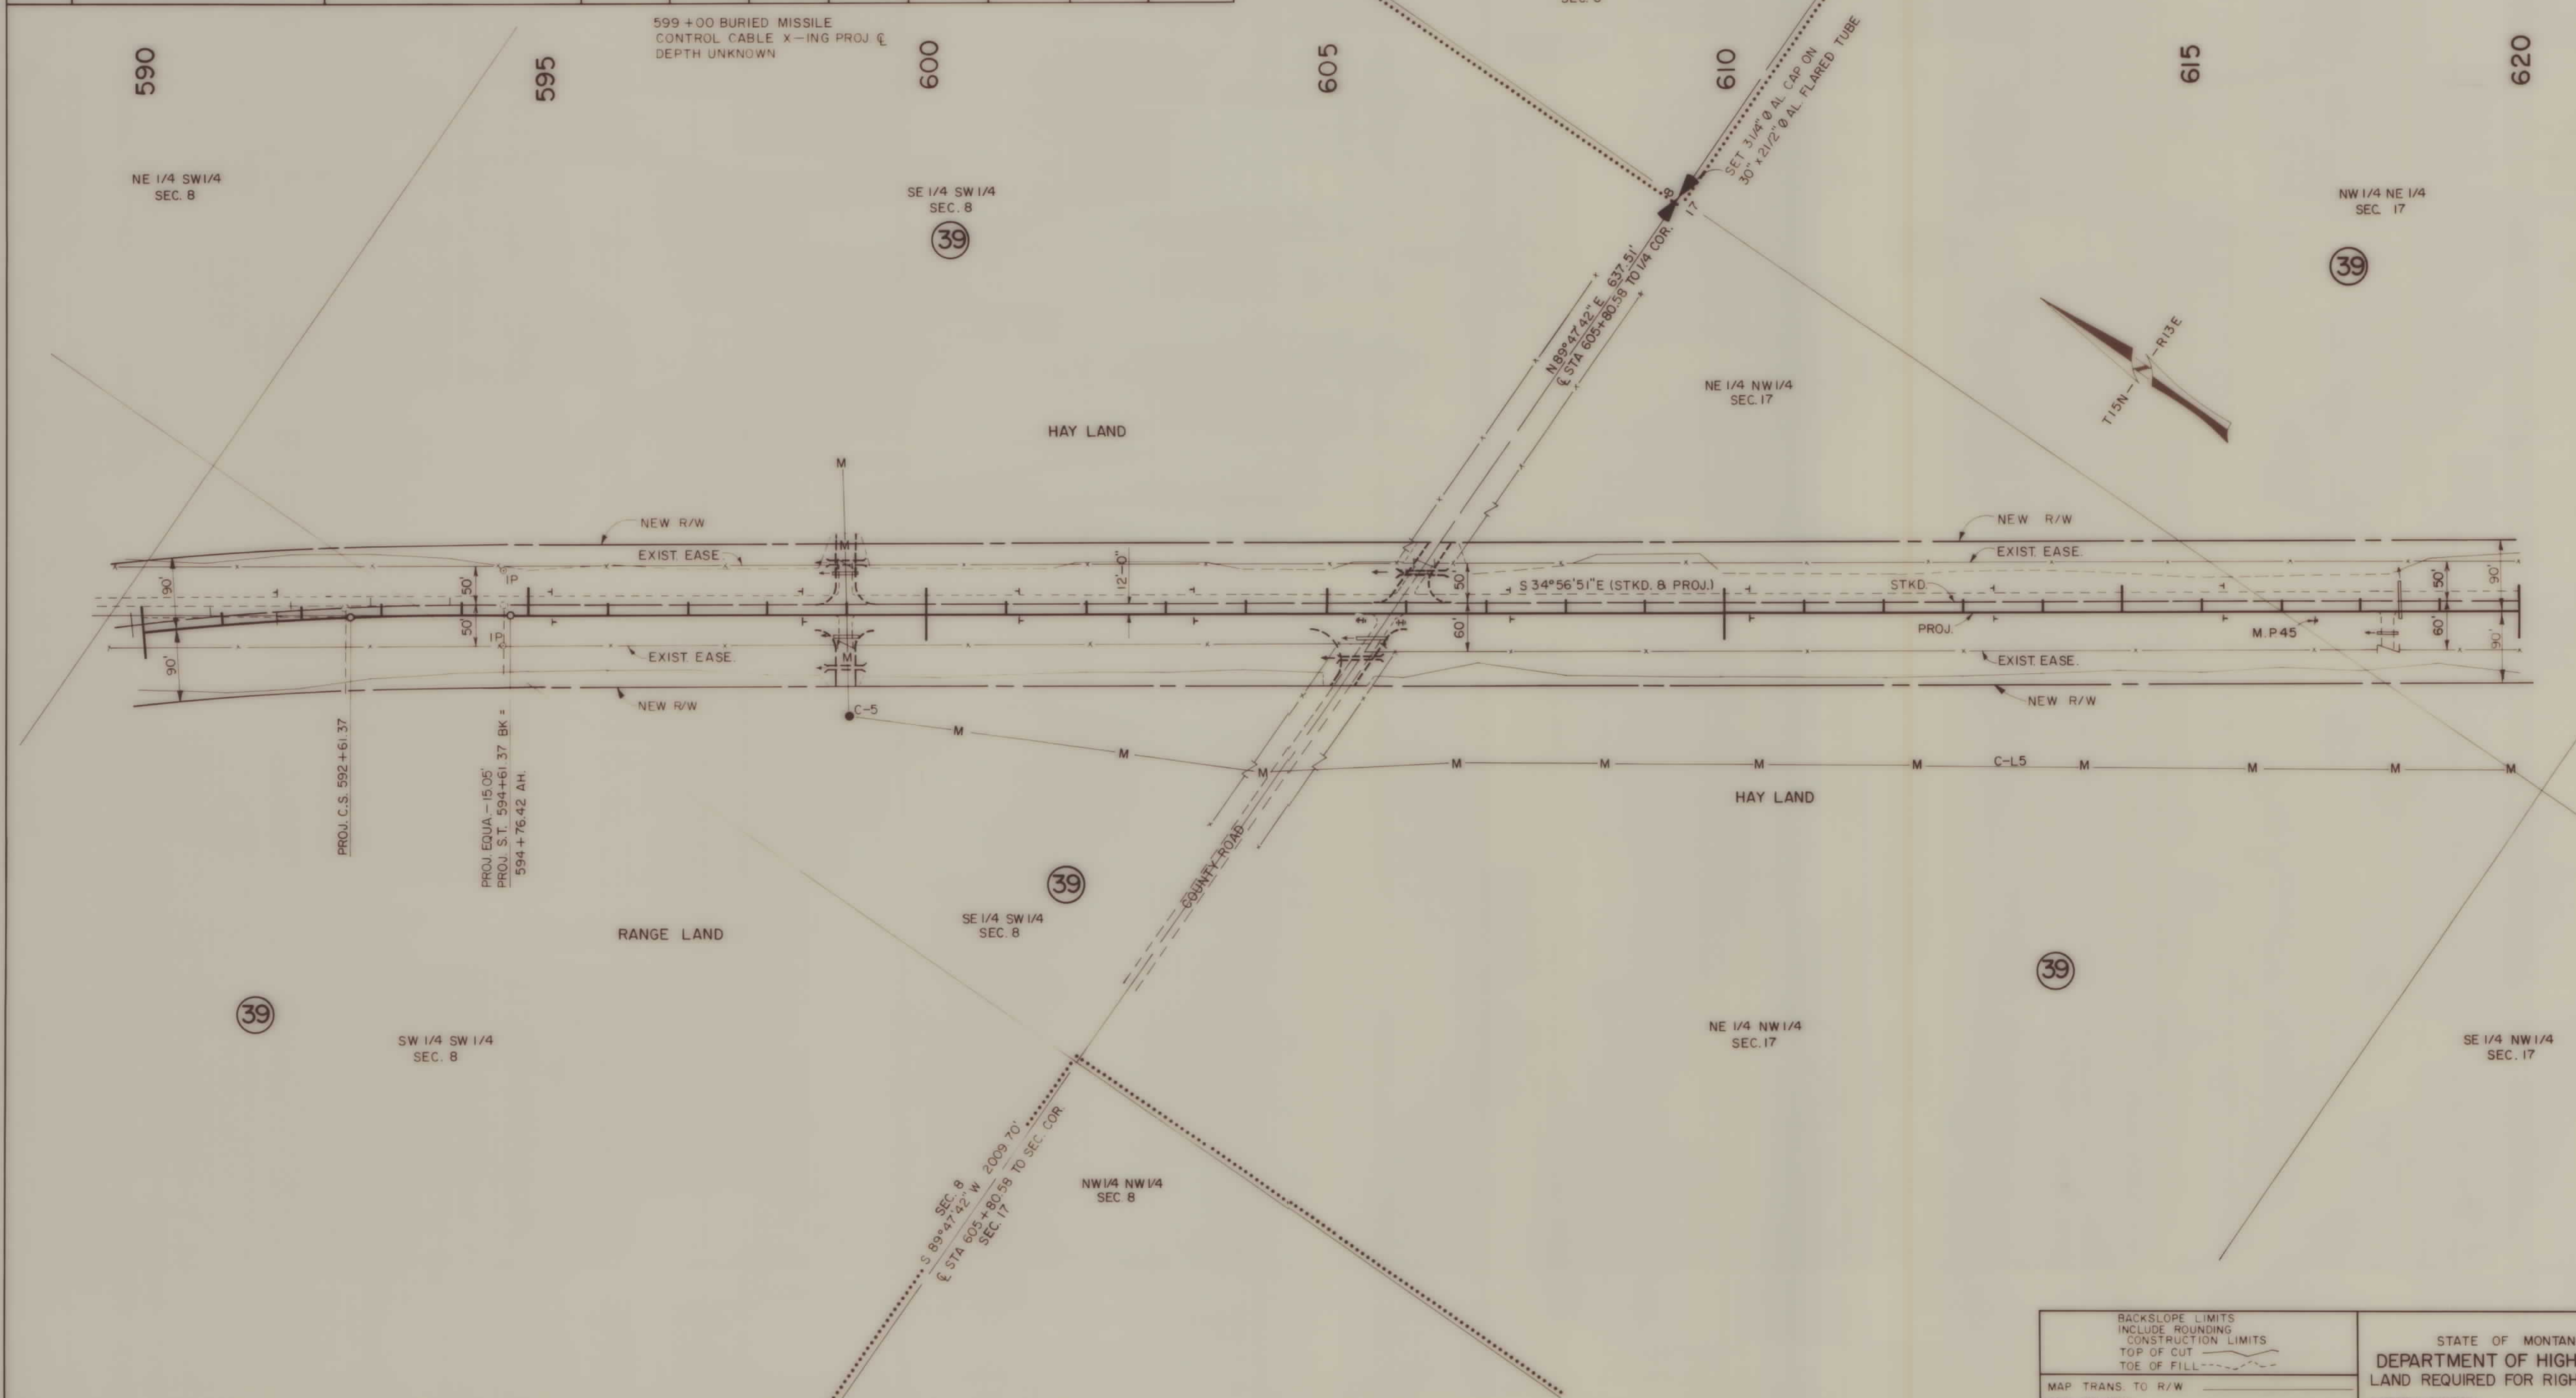 599+00 BURIED MISSILE
CONTROL CABLE X-ING PROJ ℄
DEPTH UNKNOWN
590
595
600
605
610
615
620
SET 3 1/4" Ø AL CAP ON
30" x 2 1/2" Ø AL. FLARED TUBE
8
17
NE 1/4 SW 1/4
SEC. 8
SE 1/4 SW 1/4
SEC. 8
39
NW 1/4 NE 1/4
SEC. 17
39
N 89°47'42" E 637.51'
℄ STA 605+80.58 TO 1/4 COR.
NE 1/4 NW 1/4
SEC. 17
T15N
R13E
HAY LAND
M
NEW R/W
EXIST. EASE.
NEW R/W
EXIST. EASE.
M
IP
90'
50'
12'-0"
50'
S 34°56'51" E (STKD. & PROJ.)
STKD.
50'
90'
90'
50'
IP
60'
PROJ.
M.P. 45
60'
90'
EXIST. EASE.
M
EXIST. EASE.
NEW R/W
NEW R/W
C-5
M
M
M
M
M
M
M
C-L5
M
M
M
M
HAY LAND
PROJ. C.S. 592+61.37
PROJ. EQUA. -15.05'
PROJ. S.T. 594+61.37 BK =
594+76.42 AH.
COUNTY ROAD
RANGE LAND
39
SE 1/4 SW 1/4
SEC. 8
39
39
SW 1/4 SW 1/4
SEC. 8
NE 1/4 NW 1/4
SEC. 17
SE 1/4 NW 1/4
SEC. 17
SEC. 8
S 89°47'42" W 2009.70'
℄ STA 605+80.58 TO SEC. COR.
SEC. 17
NW 1/4 NW 1/4
SEC 8
BACKSLOPE LIMITS
INCLUDE ROUNDING
CONSTRUCTION LIMITS
TOP OF CUT
TOE OF FILL
MAP TRANS. TO R/W
STATE OF MONTAN
DEPARTMENT OF HIGH
LAND REQUIRED FOR RIG